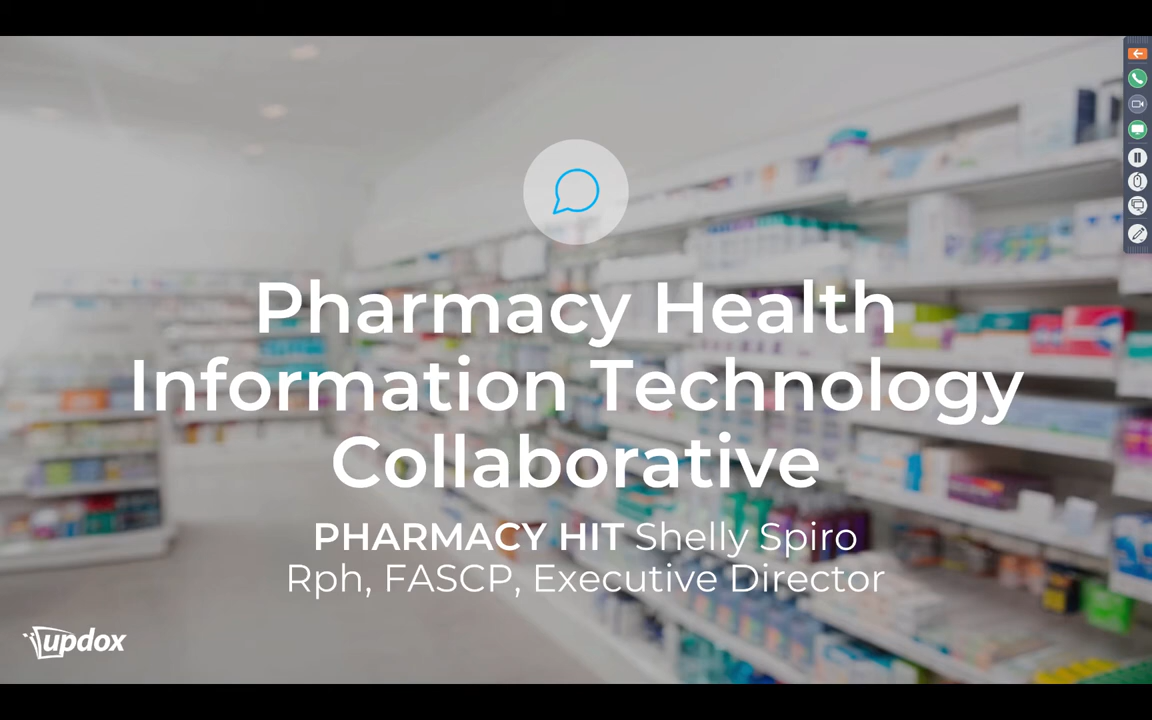 Pharmacy Health
Information Technology
Collaborative
PHARMACY HIT Shelly Spiro
Rph, FASCP, Executive Director
updox